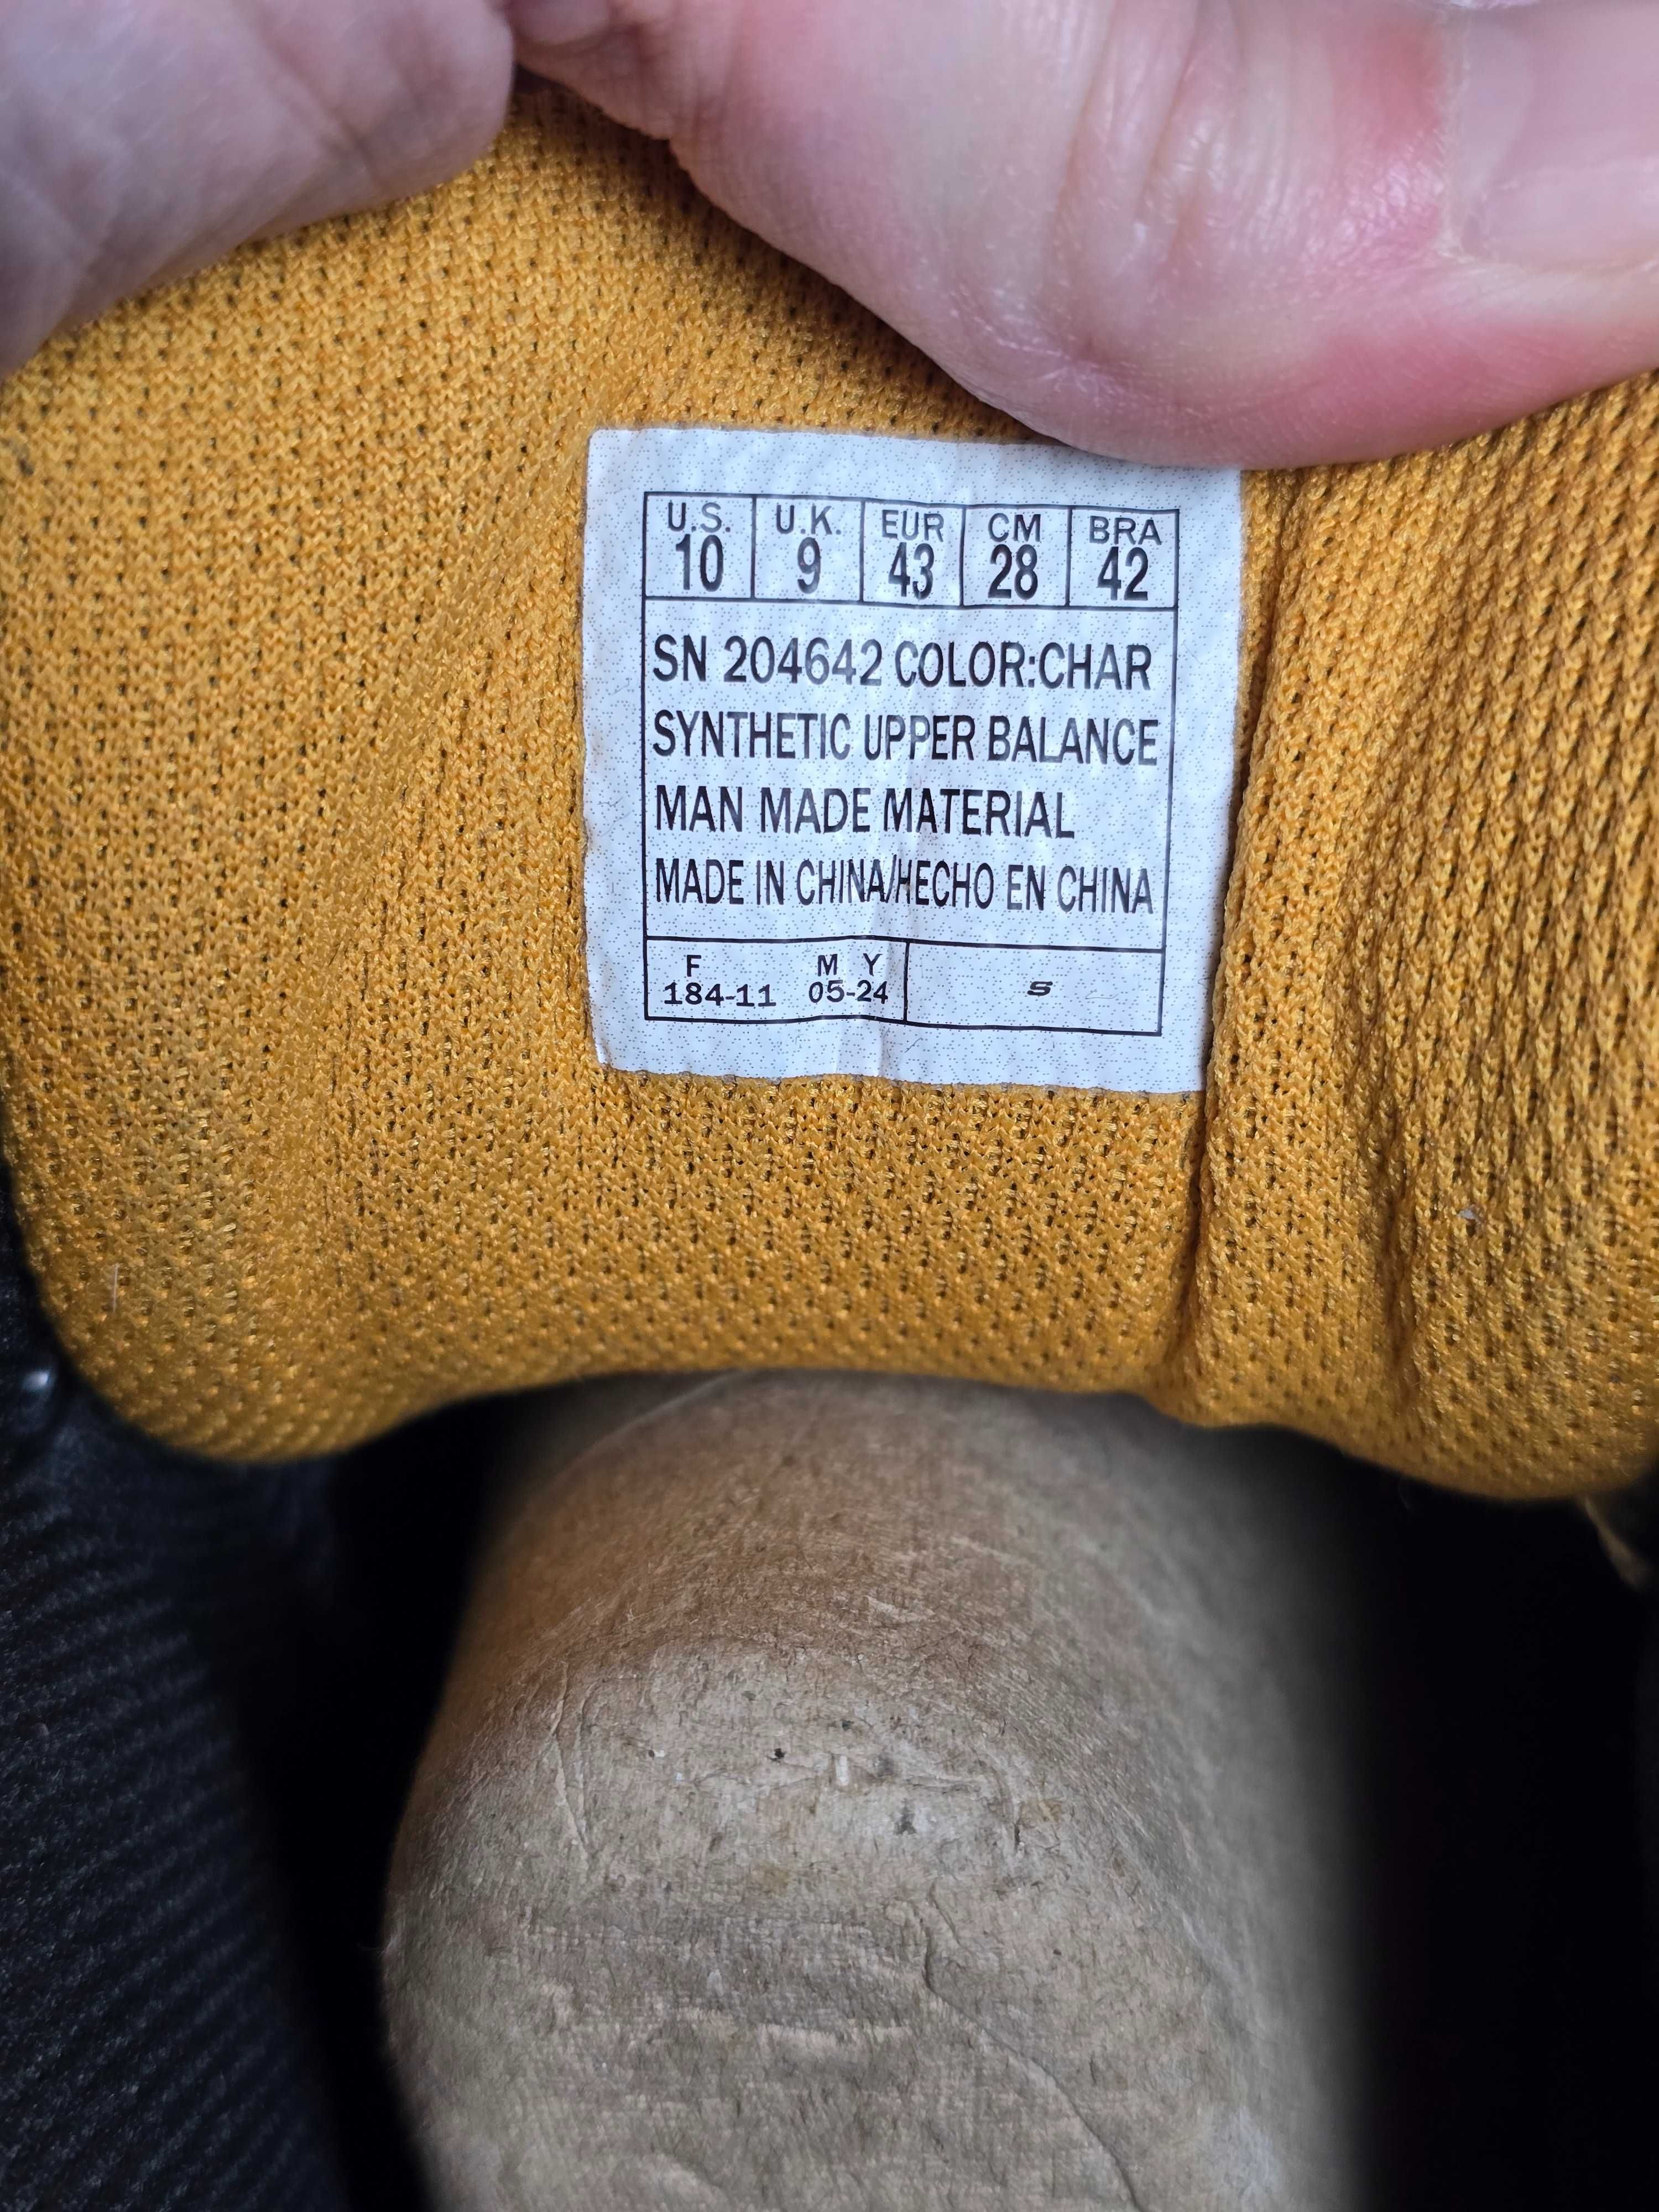 U.S. U.K. EUR CM BRA
10 9 43 28 42
SN 204642 COLOR:CHAR
SYNTHETIC UPPER BALANCE
MAN MADE MATERIAL
MADE IN CHINA/HECHO EN CHINA
F M Y
184-11 05-24 S